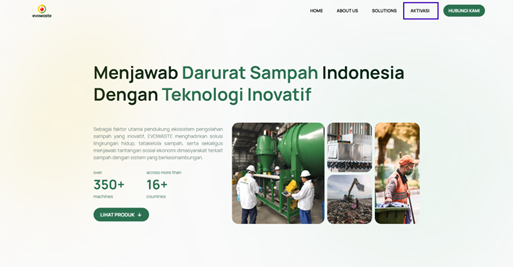 evowaste
HOME
ABOUT US
SOLUTIONS
AKTIVASI
HUBUNGI KAMI
Menjawab Darurat Sampah Indonesia
Dengan Teknologi Inovatif
Sebagai faktor utama pendukung ekosistem pengolahan
sampah yang inovatif, EVOWASTE menghadirkan solusi
lingkungan hidup, tatakelola sampah, serta sekaligus
menjawab tantangan sosial ekonomi dimasyarakat terkait
sampah dengan sistem yang berkesinambungan.
over
350+
machines
across more than
16+
countries
LIHAT PRODUK